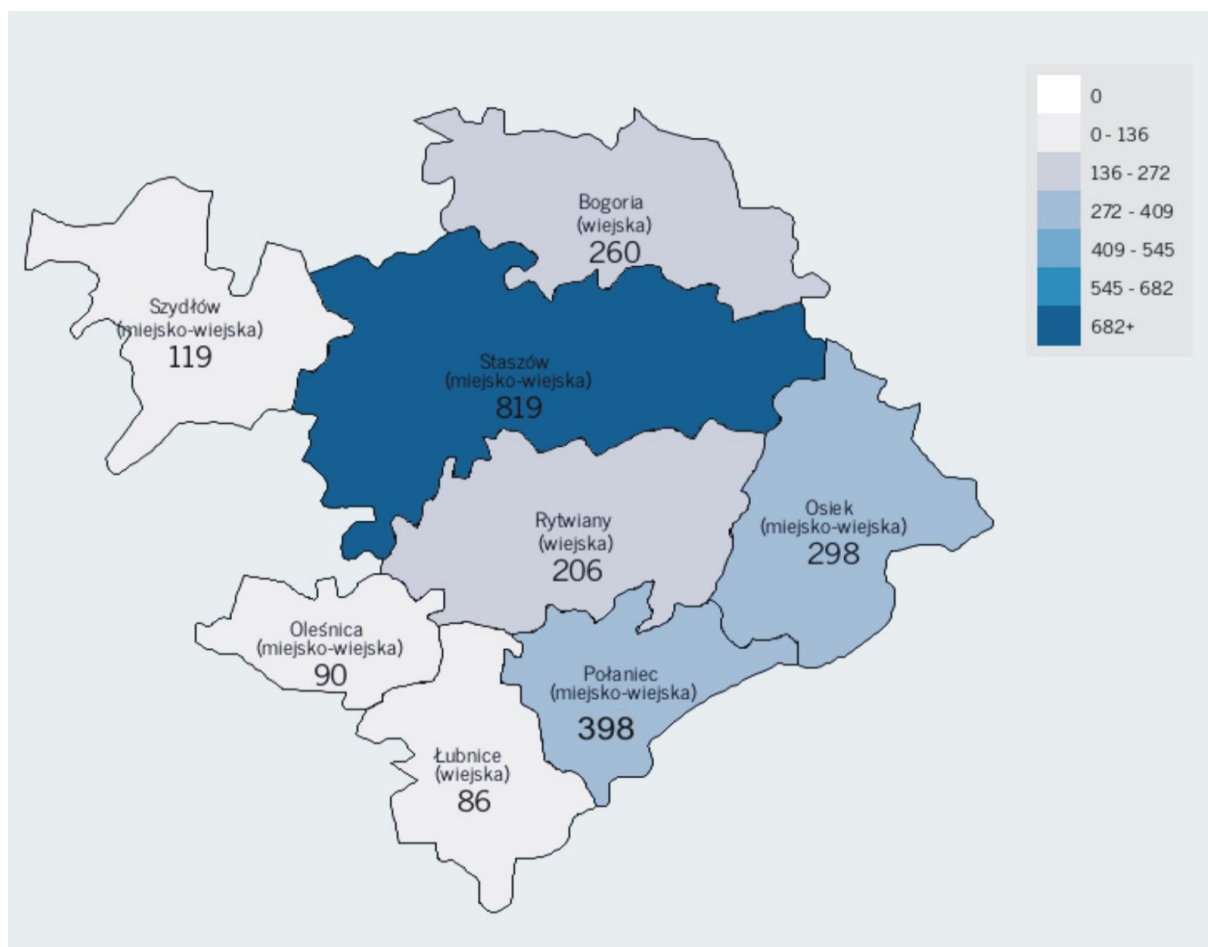 0
0 - 136
136 - 272
272 - 409
409 - 545
545 - 682
682+
Bogoria
(wiejska)
260
Szydłów
(miejsko-wiejska)
119
Staszów
(miejsko-wiejska)
819
Osiek
(miejsko-wiejska)
298
Rytwiany
(wiejska)
206
Oleśnica
(miejsko-wiejska)
90
Połaniec
(miejsko-wiejska)
398
Łubnice
(wiejska)
86